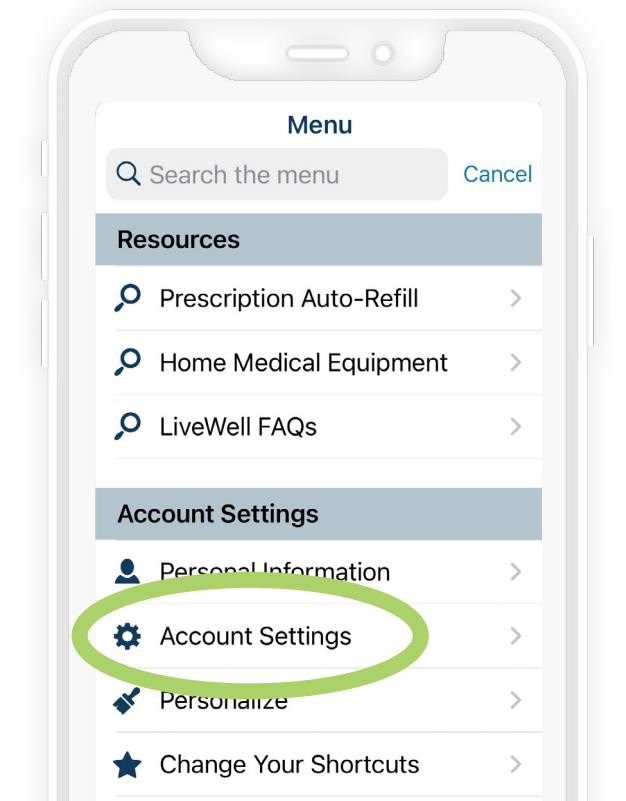 Menu
Search the menu
Cancel
Resources
Prescription Auto-Refill
Home Medical Equipment
LiveWell FAQs
Account Settings
Personal Information
Account Settings
Personalize
Change Your Shortcuts